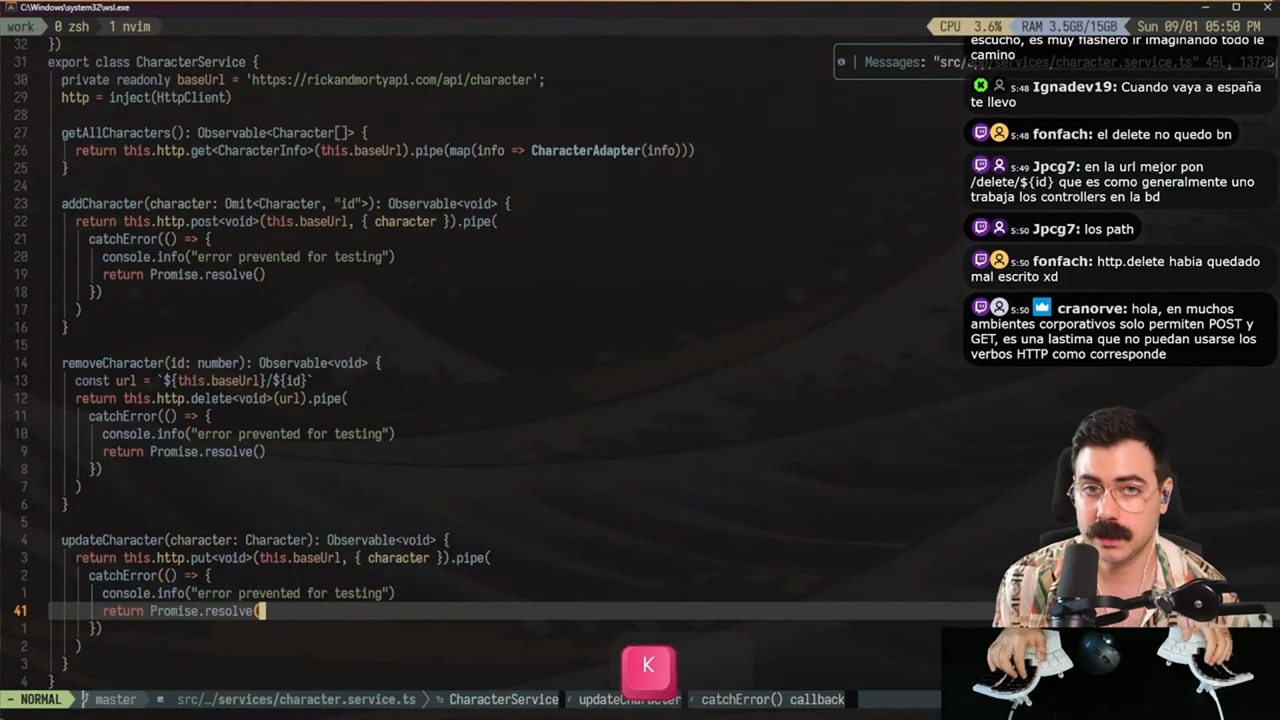 C:\Windows\system32\wsl.exe
work 0 zsh 1 nvim
CPU 3.6% RAM 3.5GB/15GB Sun 09/01 05:50 PM
32 })
31 export class CharacterService {
30 private readonly baseUrl = 'https://rickandmortyapi.com/api/character';
29 http = inject(HttpClient)
28
27 getAllCharacters(): Observable<Character[]> {
26 return this.http.get<CharacterInfo>(this.baseUrl).pipe(map(info => CharacterAdapter(info)))
25 }
24
23 addCharacter(character: Omit<Character, "id">): Observable<void> {
22 return this.http.post<void>(this.baseUrl, { character }).pipe(
21 catchError(() => {
20 console.info("error prevented for testing")
19 return Promise.resolve()
18 })
17 )
16 }
15
14 removeCharacter(id: number): Observable<void> {
13 const url = `${this.baseUrl}/${id}`
12 return this.http.delete<void>(url).pipe(
11 catchError(() => {
10 console.info("error prevented for testing")
9 return Promise.resolve()
8 })
7 )
6 }
5
4 updateCharacter(character: Character): Observable<void> {
3 return this.http.put<void>(this.baseUrl, { character }).pipe(
2 catchError(() => {
1 console.info("error prevented for testing")
41 return Promise.resolve(
1 })
2 )
3 }
4 }
Messages: "src/app/services/character.service.ts" 45L, 1372B
escucho, es muy flashero ir imaginando todo le
camino
5:48 Ignadev19: Cuando vaya a españa
te llevo
5:48 fonfach: el delete no quedo bn
5:49 Jpcg7: en la url mejor pon
/delete/${id} que es como generalmente uno
trabaja los controllers en la bd
5:50 Jpcg7: los path
5:50 fonfach: http.delete habia quedado
mal escrito xd
5:50 cranorve: hola, en muchos
ambientes corporativos solo permiten POST y
GET, es una lastima que no puedan usarse los
verbos HTTP como corresponde
K
~ NORMAL master src/…/services/character.service.ts CharacterService updateCharacter catchError() callback